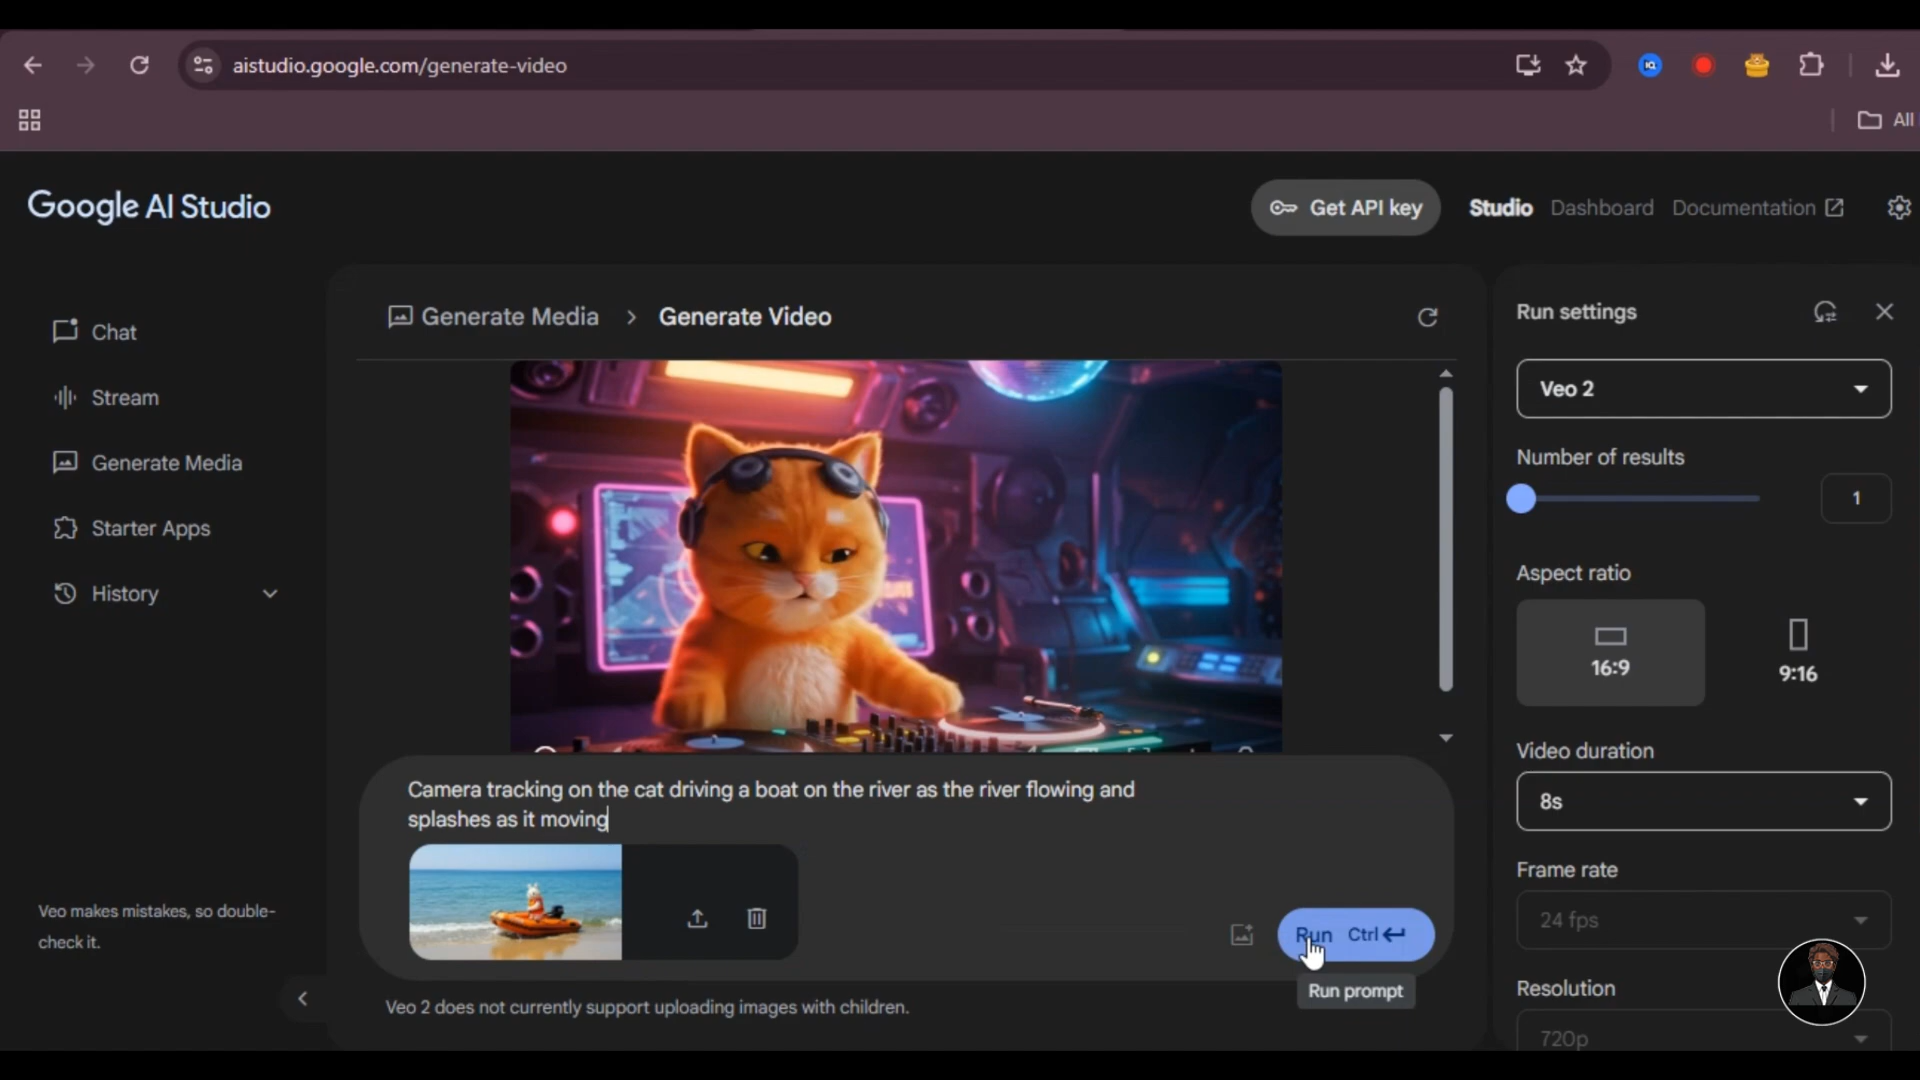 aistudio.google.com/generate-video
All
Google AI Studio
Get API key
Studio
Dashboard
Documentation
Chat
Stream
Generate Media
Starter Apps
History
Veo makes mistakes, so double-
check it.
Generate Media > Generate Video
Camera tracking on the cat driving a boat on the river as the river flowing and
splashes as it moving
Run Ctrl
Run prompt
Veo 2 does not currently support uploading images with children.
Run settings
Veo 2
Number of results
1
Aspect ratio
16:9
9:16
Video duration
8s
Frame rate
24 fps
Resolution
720p